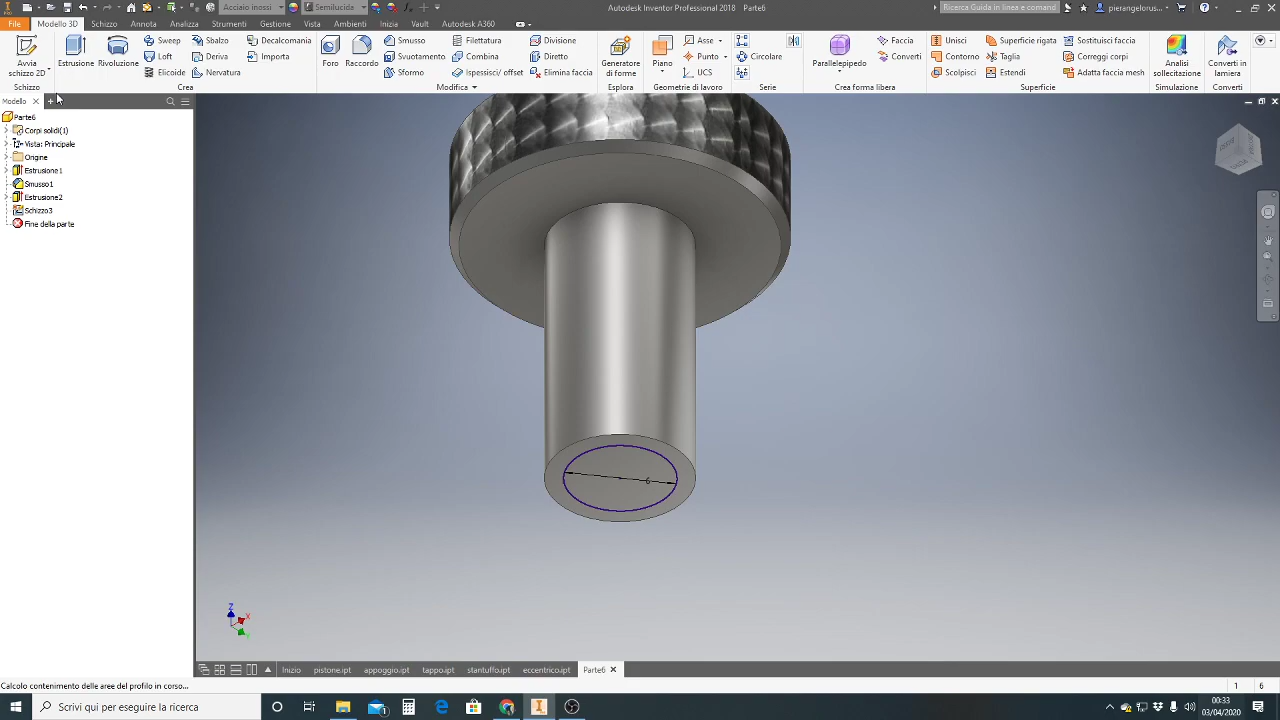 Acciaio inossi
Semilucida
Autodesk Inventor Professional 2018 Parte6
Ricerca Guida in linea e comand
pierangelorus...
File Modello 3D Schizzo Annota Analizza Strumenti Gestione Vista Ambienti Inizia Vault Autodesk A360
Avvia schizzo 2D
Estrusione
Rivoluzione
Sweep
Loft
Elicoide
Sbalzo
Deriva
Nervatura
Decalcomania
Importa
Foro
Raccordo
Smusso
Svuotamento
Sformo
Filettatura
Combina
Ispessici/ offset
Divisione
Diretto
Elimina faccia
Generatore di forme
Piano
Asse
Punto
UCS
Circolare
Parallelepipedo
Faccia
Converti
Unisci
Contorno
Scolpisci
Superficie rigata
Taglia
Estendi
Sostituisci faccia
Correggi corpi
Adatta faccia mesh
Analisi sollecitazione
Converti in lamiera
Schizzo Crea Modifica Esplora Geometrie di lavoro Serie Crea forma libera Superficie Simulazione Converti
Modello
Parte6
Corpi solidi(1)
Vista: Principale
Origine
Estrusione1
Smusso1
Estrusione2
Schizzo3
Fine della parte
6
Z
X
Y
Inizio pistone.ipt appoggio.ipt tappo.ipt stantuffo.ipt eccentrico.ipt Parte6
Calcolo contenimento delle aree del profilo in corso...
1 6
Scrivi qui per eseguire la ricerca
00:33
03/04/2020